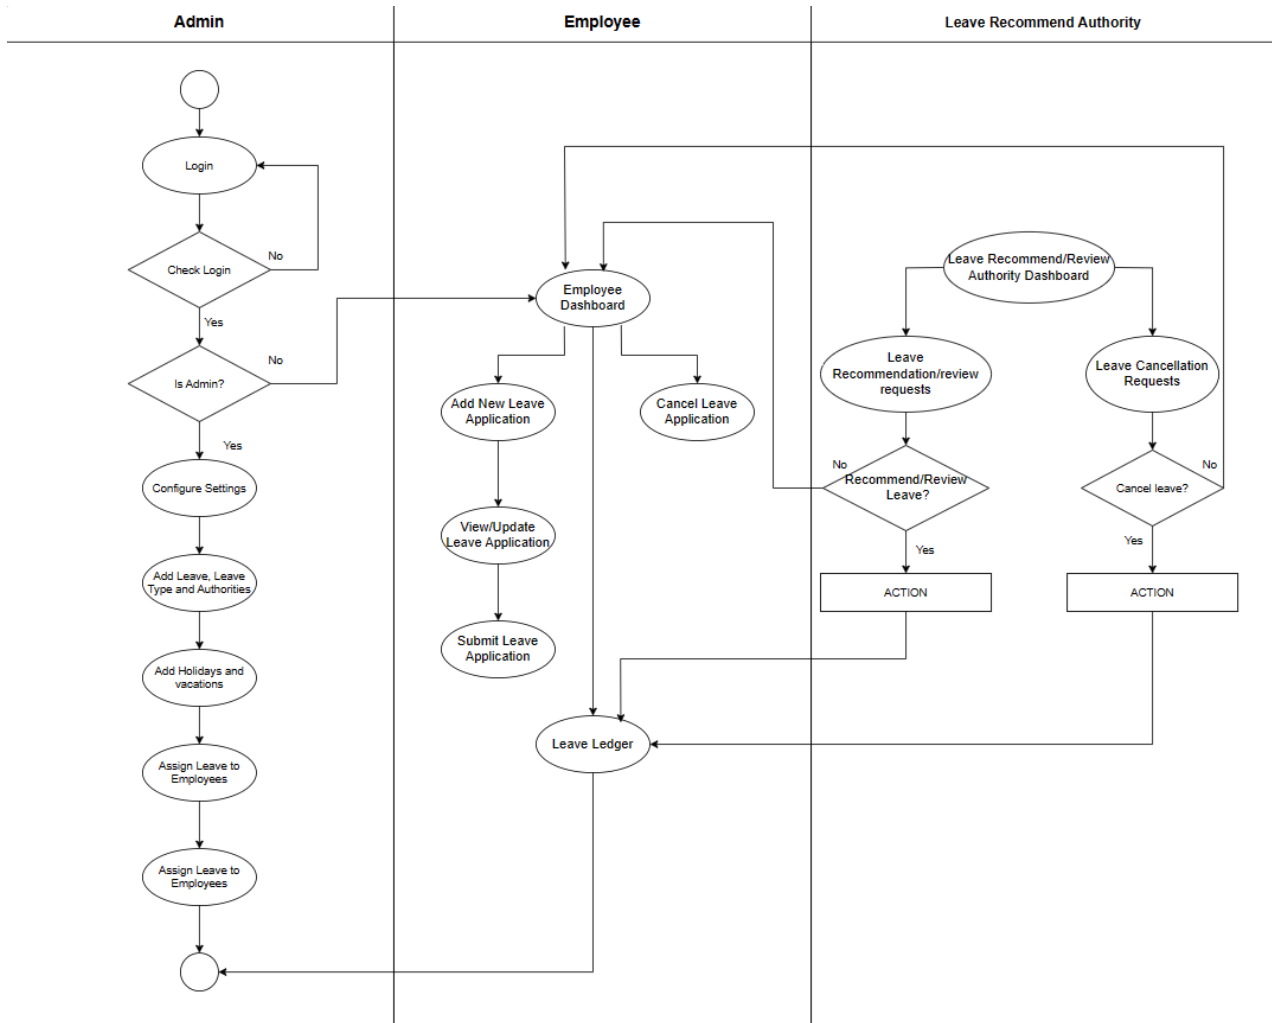 Admin
Employee
Leave Recommend Authority
Login
Check Login
No
Yes
Is Admin?
No
Yes
Configure Settings
Add Leave, Leave
Type and Authorities
Add Holidays and
vacations
Assign Leave to
Employees
Assign Leave to
Employees
Employee
Dashboard
Add New Leave
Application
Cancel Leave
Application
View/Update
Leave Application
Submit Leave
Application
Leave Ledger
Leave Recommend/Review
Authority Dashboard
Leave
Recommendation/review
requests
Leave Cancellation
Requests
No
Recommend/Review
Leave?
No
Cancel leave?
Yes
Yes
ACTION
ACTION